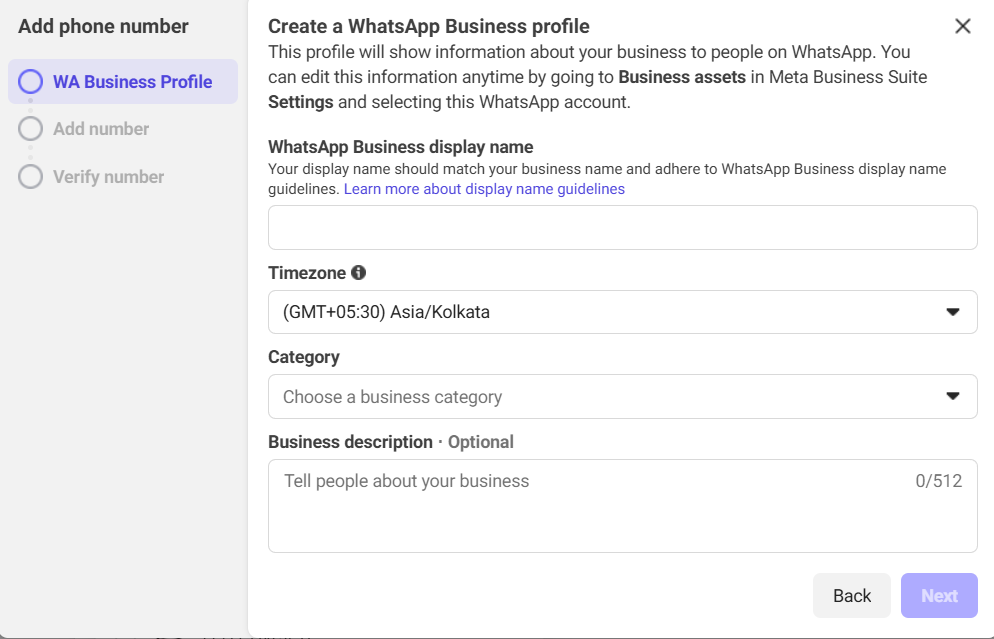 Add phone number
WA Business Profile
Add number
Verify number
Create a WhatsApp Business profile
This profile will show information about your business to people on WhatsApp. You
can edit this information anytime by going to Business assets in Meta Business Suite
Settings and selecting this WhatsApp account.
WhatsApp Business display name
Your display name should match your business name and adhere to WhatsApp Business display name
guidelines. Learn more about display name guidelines
Timezone
(GMT+05:30) Asia/Kolkata
Category
Choose a business category
Business description · Optional
Tell people about your business 0/512
Back Next